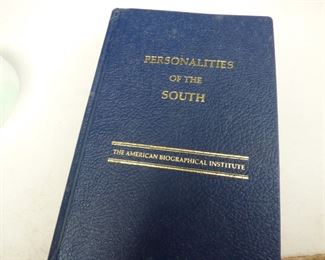 PERSONALITIES
OF THE
SOUTH
THE AMERICAN BIOGRAPHICAL INSTITUTE